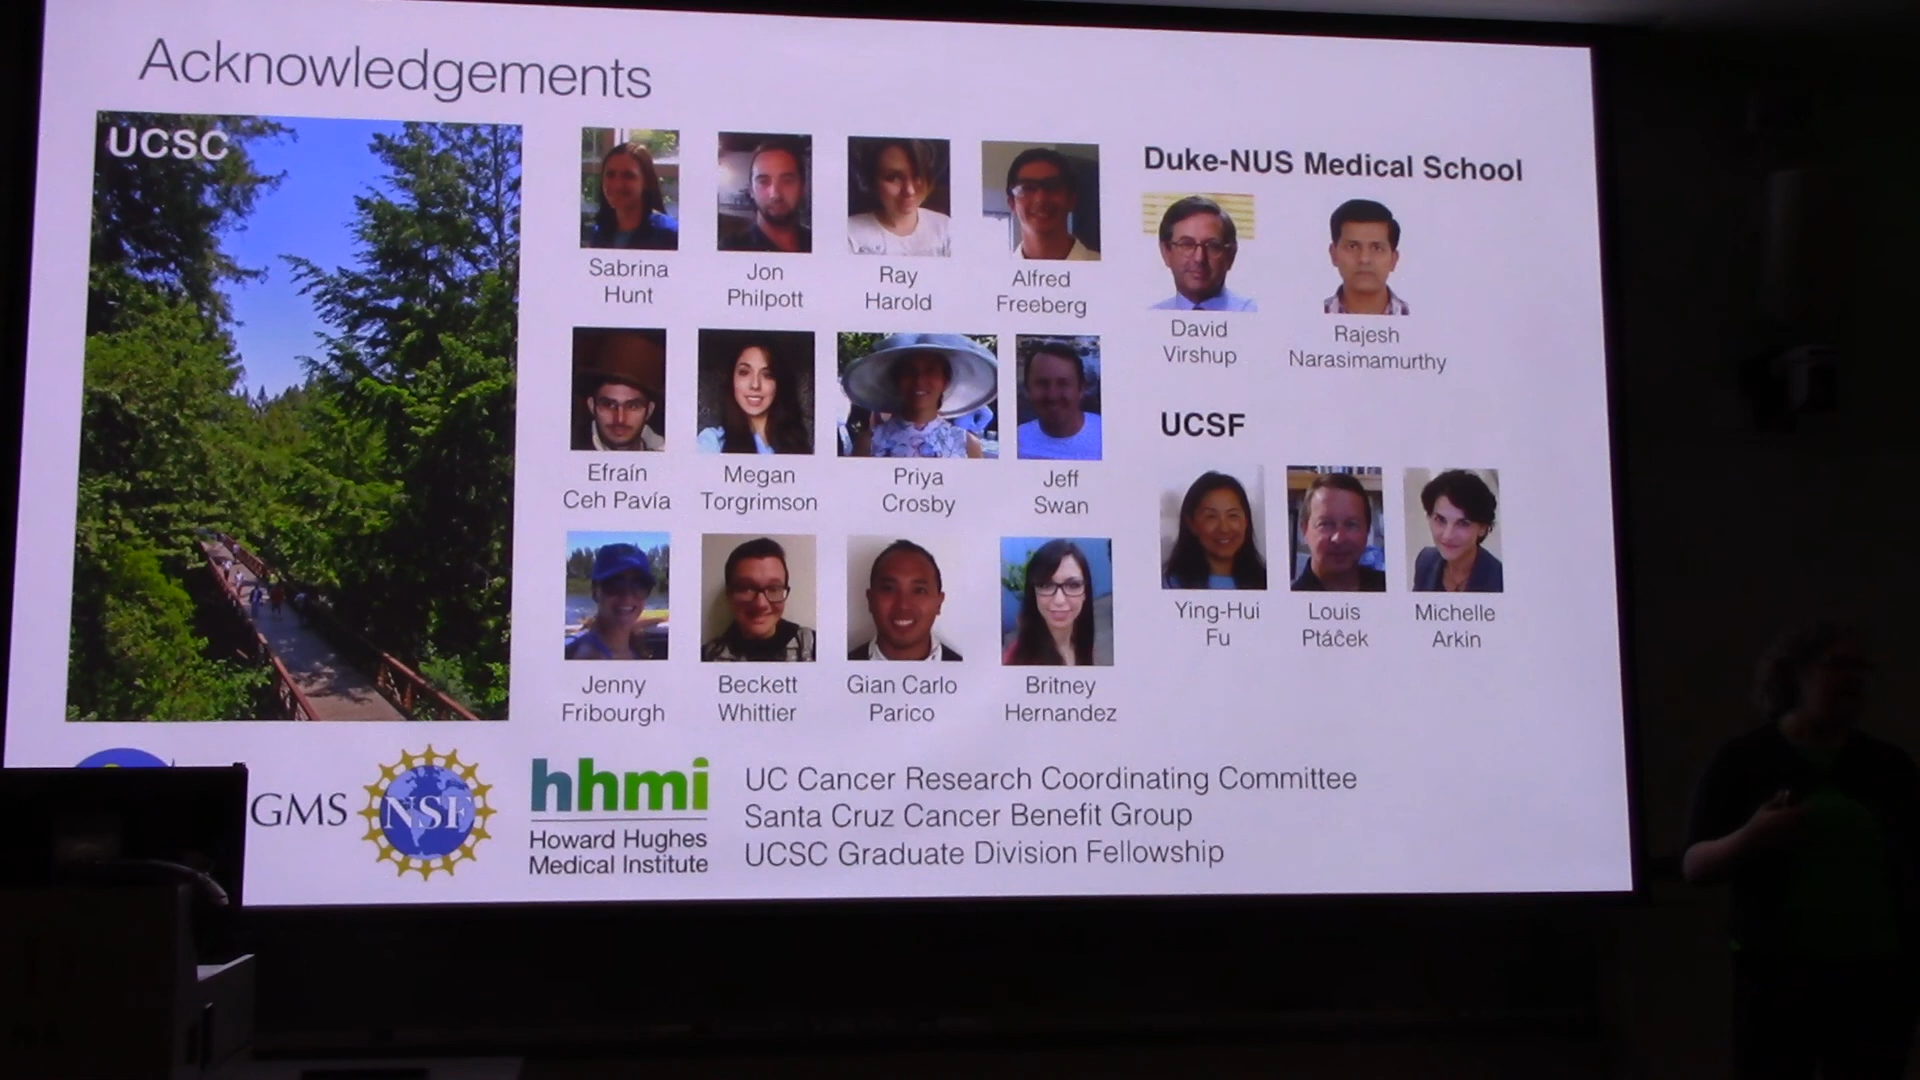 Acknowledgements
UCSC
Sabrina
Hunt
Jon
Philpott
Ray
Harold
Alfred
Freeberg
Efraín
Ceh Pavía
Megan
Torgrimson
Priya
Crosby
Jeff
Swan
Jenny
Fribourgh
Beckett
Whittier
Gian Carlo
Parico
Britney
Hernandez
Duke-NUS Medical School
David
Virshup
Rajesh
Narasimamurthy
UCSF
Ying-Hui
Fu
Louis
Ptáĉek
Michelle
Arkin
GMS
NSF
hhmi
Howard Hughes
Medical Institute
UC Cancer Research Coordinating Committee
Santa Cruz Cancer Benefit Group
UCSC Graduate Division Fellowship